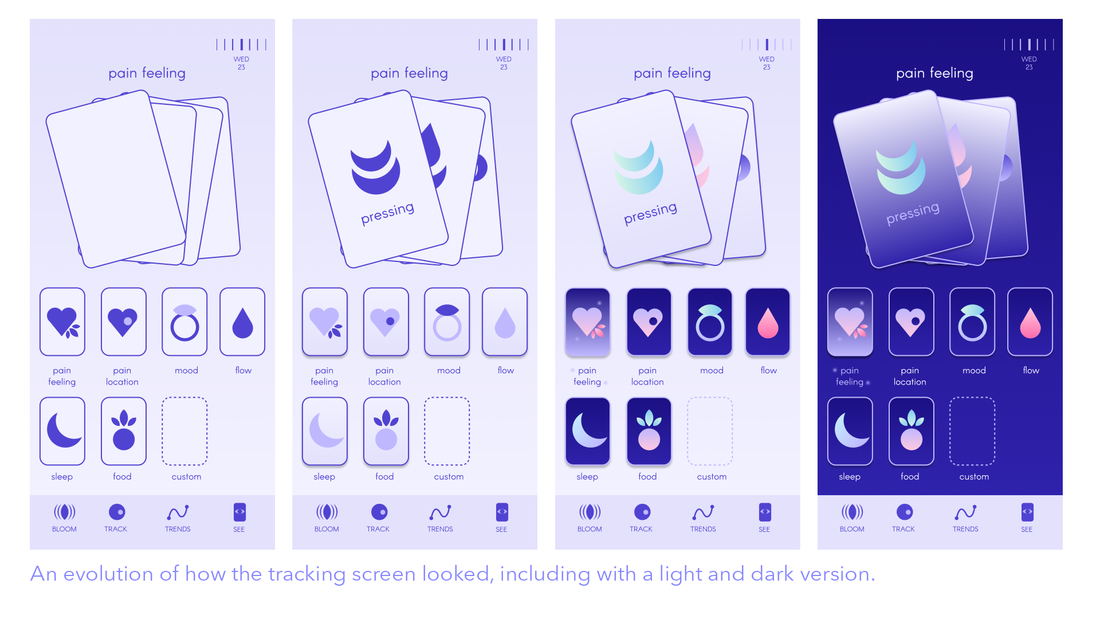 WED
23
pain feeling
pain
feeling
pain
location
mood
flow
sleep
food
custom
BLOOM
TRACK
TRENDS
SEE
WED
23
pain feeling
pressing
pain
feeling
pain
location
mood
flow
sleep
food
custom
BLOOM
TRACK
TRENDS
SEE
WED
23
pain feeling
pressing
pain
feeling
pain
location
mood
flow
sleep
food
custom
BLOOM
TRACK
TRENDS
SEE
WED
23
pain feeling
pressing
pain
feeling
pain
location
mood
flow
sleep
food
custom
BLOOM
TRACK
TRENDS
SEE
An evolution of how the tracking screen looked, including with a light and dark version.